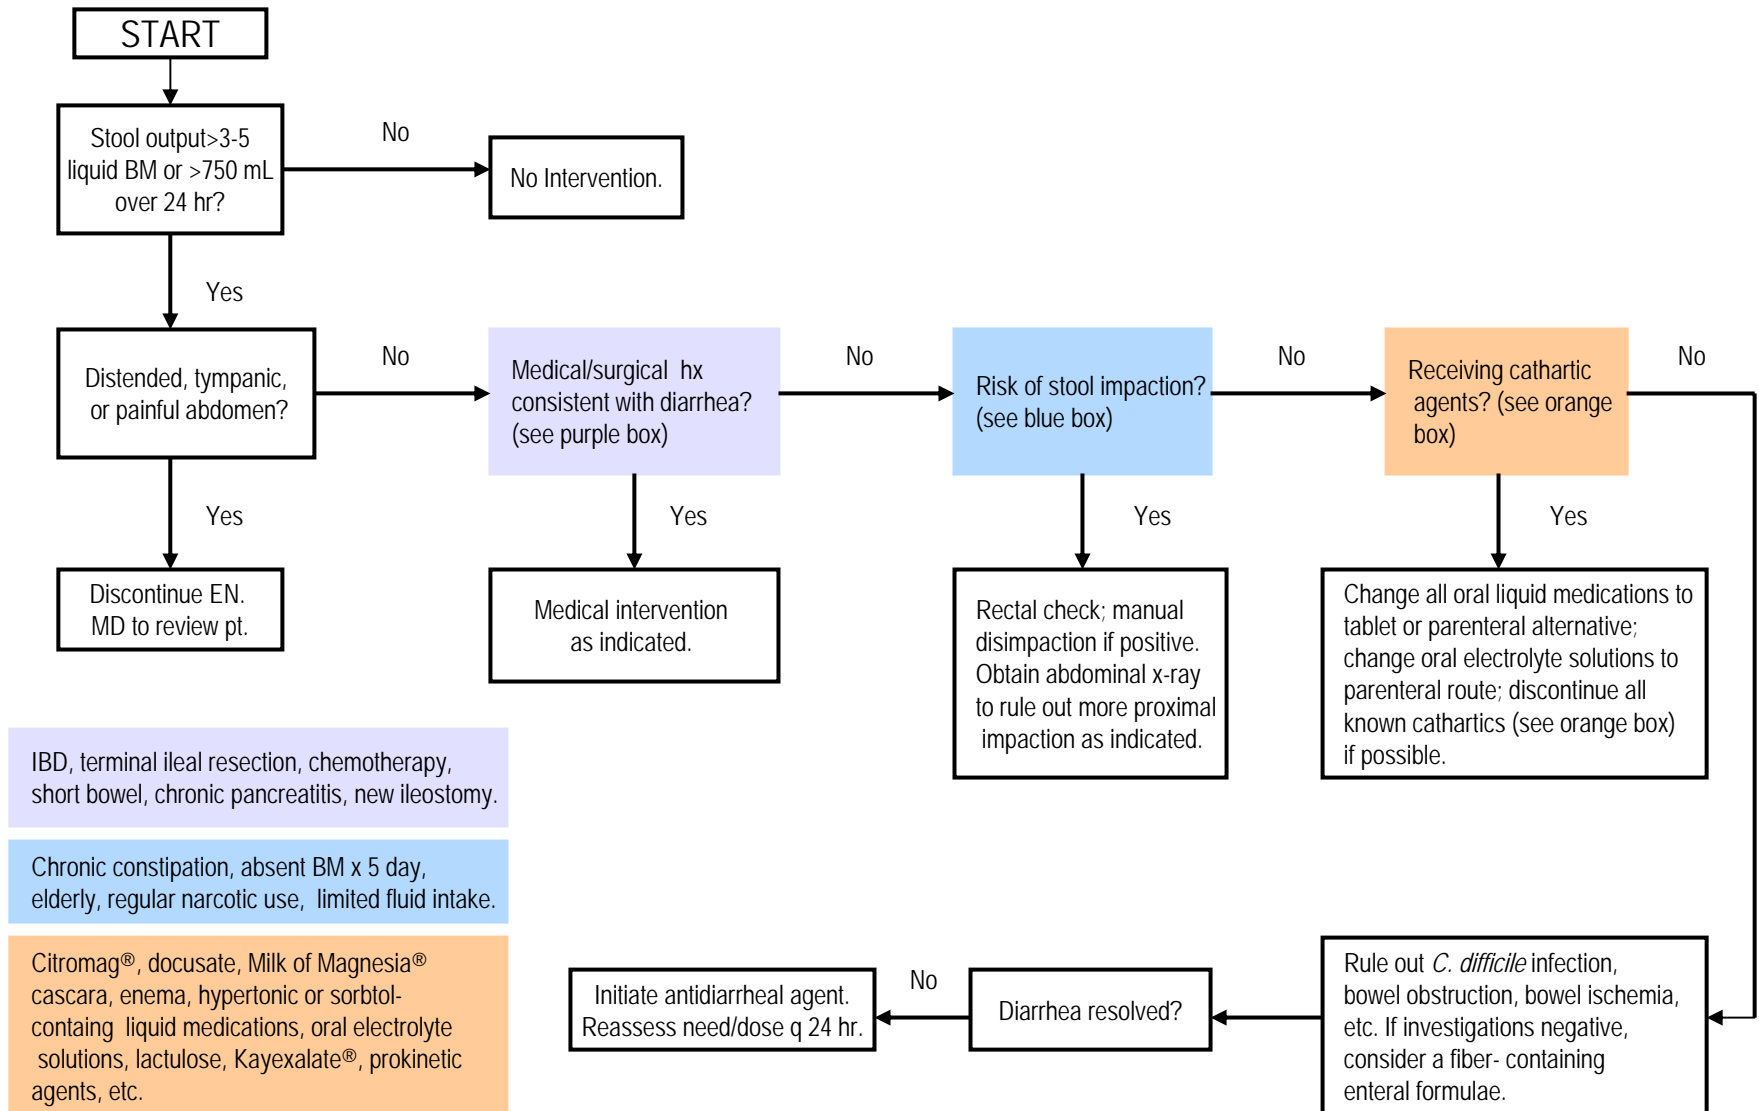 START
Stool output>3-5
liquid BM or >750 mL
over 24 hr?
No
No Intervention.
Yes
Distended, tympanic,
or painful abdomen?
No
Medical/surgical hx
consistent with diarrhea?
(see purple box)
No
Risk of stool impaction?
(see blue box)
No
Receiving cathartic
agents? (see orange
box)
No
Yes
Yes
Yes
Yes
Discontinue EN.
MD to review pt.
Medical intervention
as indicated.
Rectal check; manual
disimpaction if positive.
Obtain abdominal x-ray
to rule out more proximal
impaction as indicated.
Change all oral liquid medications to
tablet or parenteral alternative;
change oral electrolyte solutions to
parenteral route; discontinue all
known cathartics (see orange box)
if possible.
IBD, terminal ileal resection, chemotherapy,
short bowel, chronic pancreatitis, new ileostomy.
Chronic constipation, absent BM x 5 day,
elderly, regular narcotic use, limited fluid intake.
Citromag®, docusate, Milk of Magnesia®
cascara, enema, hypertonic or sorbtol-
containg liquid medications, oral electrolyte
solutions, lactulose, Kayexalate®, prokinetic
agents, etc.
Initiate antidiarrheal agent.
Reassess need/dose q 24 hr.
No
Diarrhea resolved?
Rule out C. difficile infection,
bowel obstruction, bowel ischemia,
etc. If investigations negative,
consider a fiber- containing
enteral formulae.